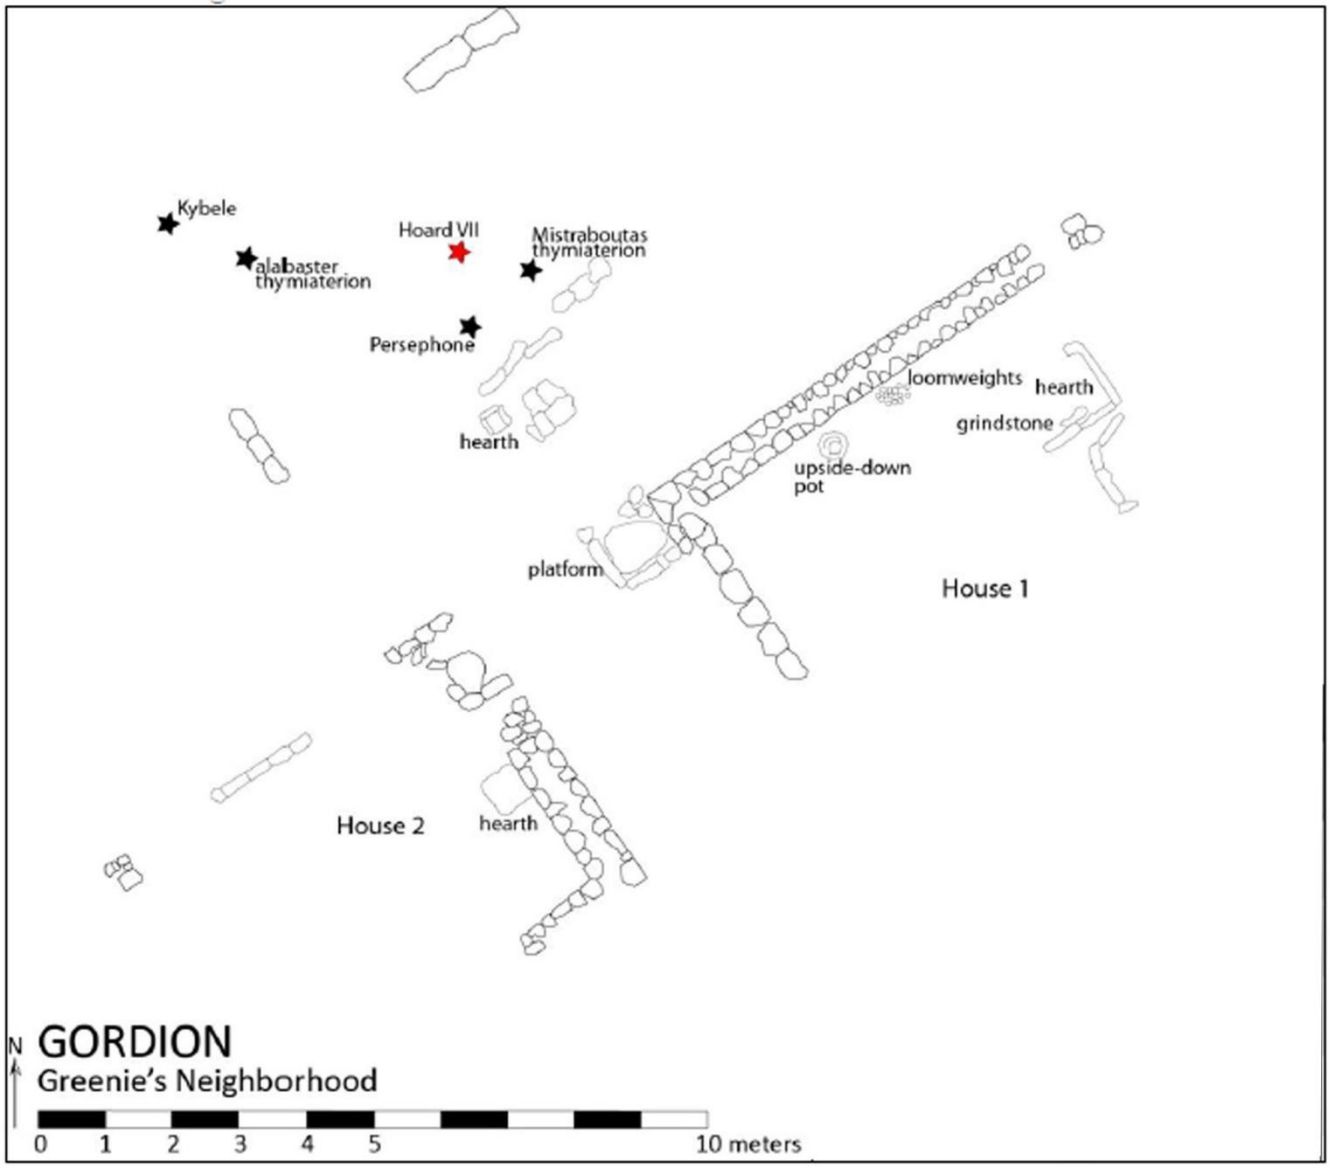 Kybele
Hoard VII
Mistraboutas
thymiaterion
alabaster
thymiaterion
Persephone
loomweights
hearth
grindstone
hearth
upside-down
pot
platform
House 1
House 2
hearth
N
GORDION
Greenie's Neighborhood
0 1 2 3 4 5 10 meters